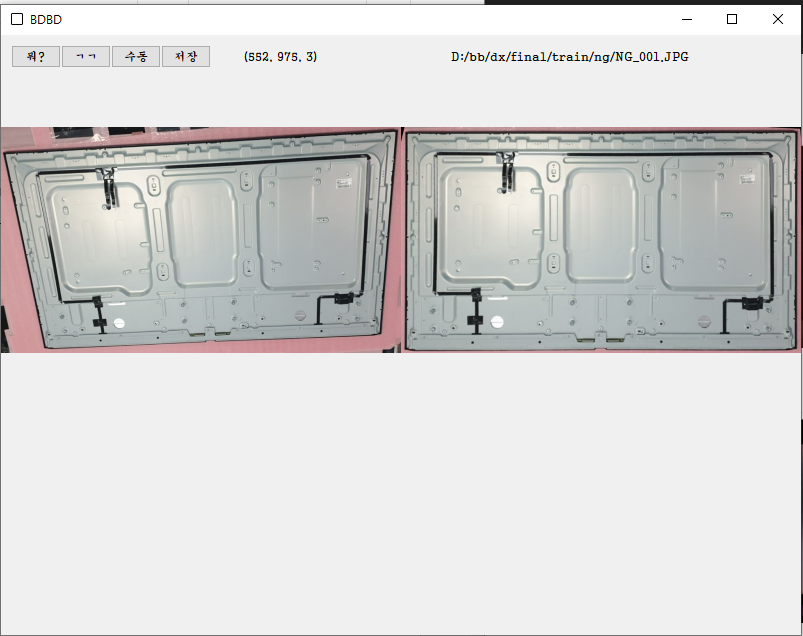 BDBD
뭐? ㄱㄱ 수동 저장 (552, 975, 3) D:/bb/dx/final/train/ng/NG_001.JPG